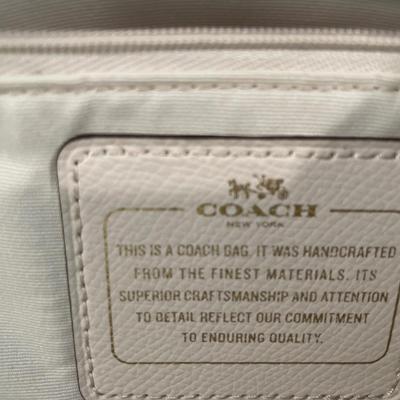 COACH
NEW YORK
THIS IS A COACH BAG. IT WAS HANDCRAFTED
FROM THE FINEST MATERIALS. ITS
SUPERIOR CRAFTSMANSHIP AND ATTENTION
TO DETAIL REFLECT OUR COMMITMENT
TO ENDURING QUALITY.